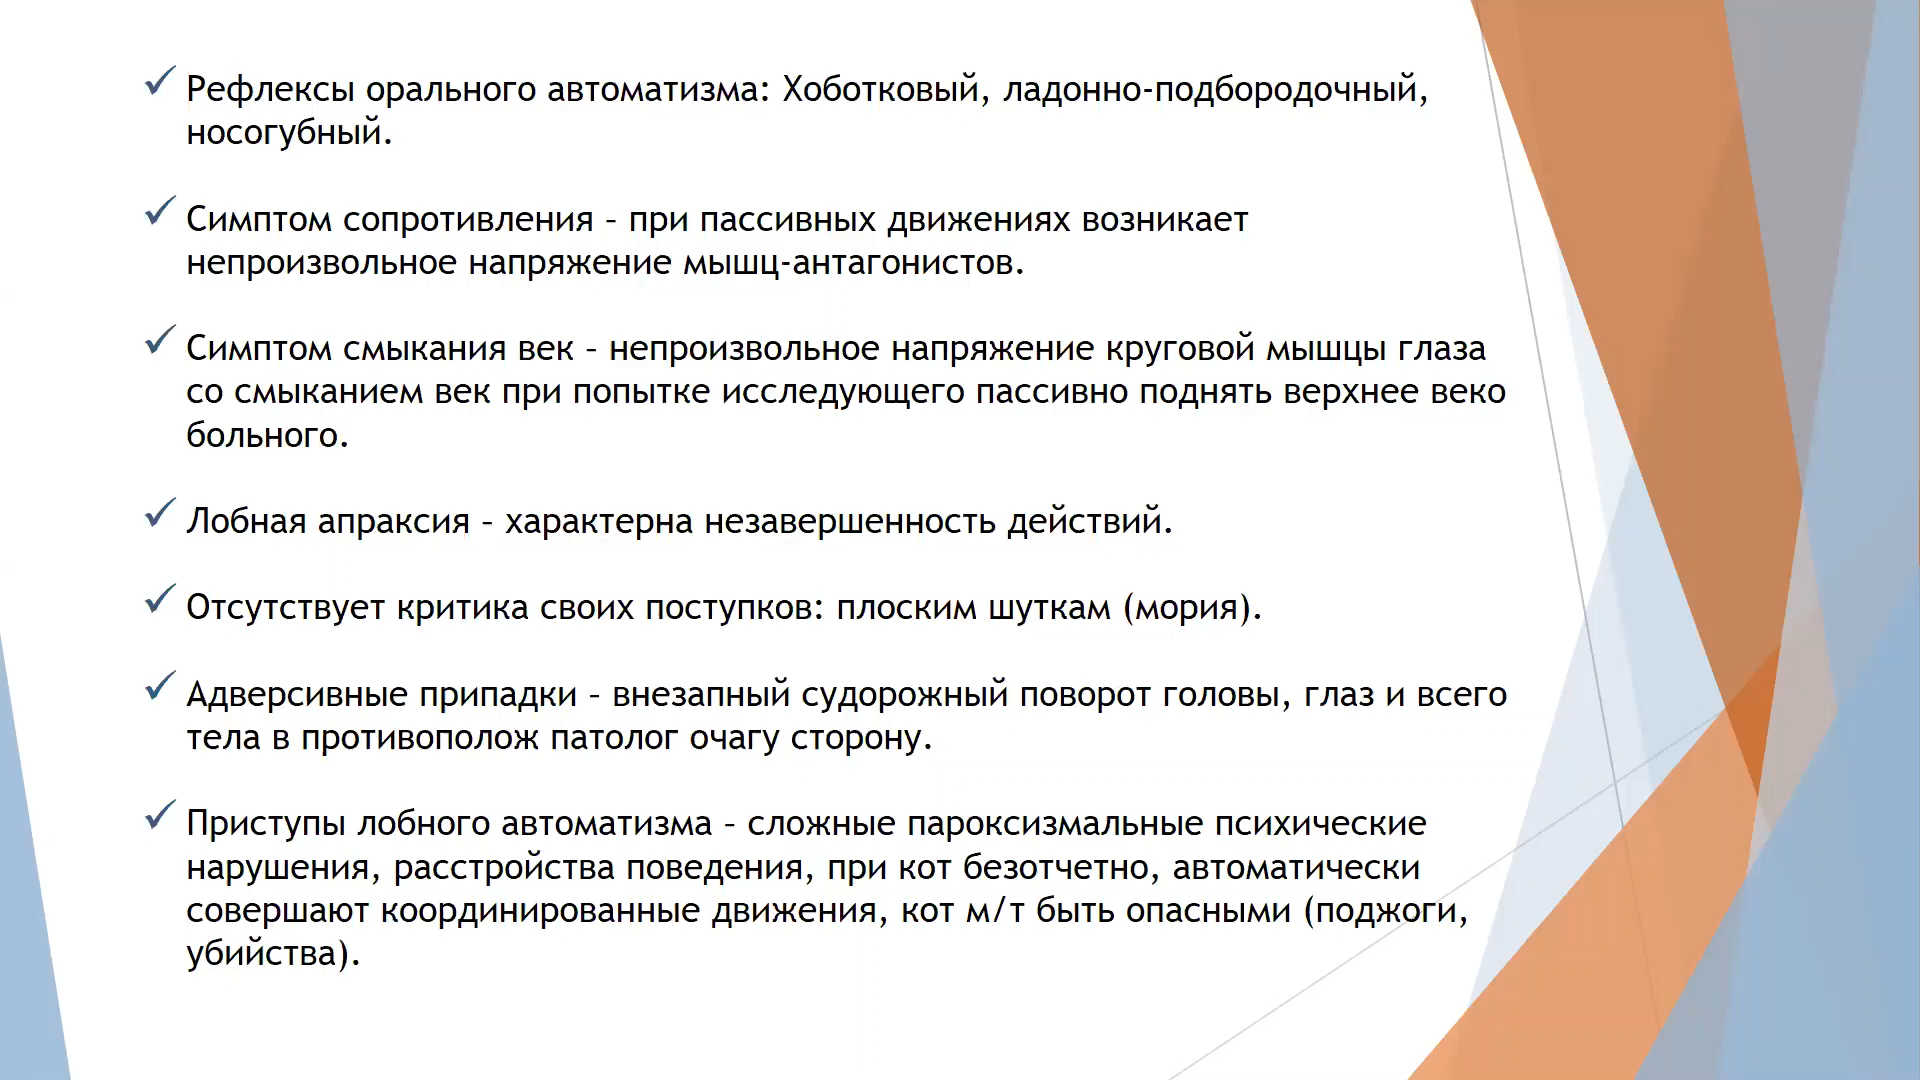 Рефлексы орального автоматизма: Хоботковый, ладонно-подбородочный,
носогубный.
Симптом сопротивления – при пассивных движениях возникает
непроизвольное напряжение мышц-антагонистов.
Симптом смыкания век – непроизвольное напряжение круговой мышцы глаза
со смыканием век при попытке исследующего пассивно поднять верхнее веко
больного.
Лобная апраксия – характерна незавершенность действий.
Отсутствует критика своих поступков: плоским шуткам (мория).
Адверсивные припадки – внезапный судорожный поворот головы, глаз и всего
тела в противополож патолог очагу сторону.
Приступы лобного автоматизма – сложные пароксизмальные психические
нарушения, расстройства поведения, при кот безотчетно, автоматически
совершают координированные движения, кот м/т быть опасными (поджоги,
убийства).